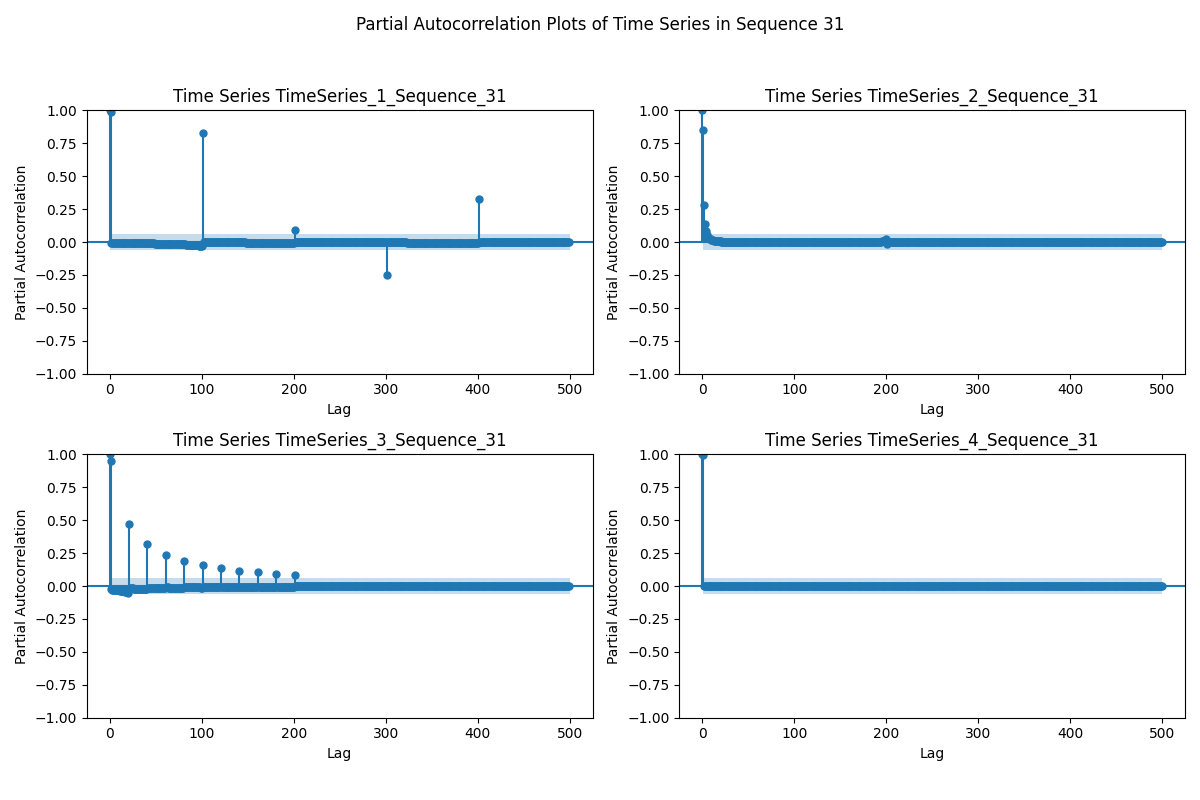 Partial Autocorrelation Plots of Time Series in Sequence 31
Time Series TimeSeries_1_Sequence_31
Partial Autocorrelation
1.00
0.75
0.50
0.25
0.00
−0.25
−0.50
−0.75
−1.00
0 100 200 300 400 500
Lag
Time Series TimeSeries_2_Sequence_31
Partial Autocorrelation
1.00
0.75
0.50
0.25
0.00
−0.25
−0.50
−0.75
−1.00
0 100 200 300 400 500
Lag
Time Series TimeSeries_3_Sequence_31
Partial Autocorrelation
1.00
0.75
0.50
0.25
0.00
−0.25
−0.50
−0.75
−1.00
0 100 200 300 400 500
Lag
Time Series TimeSeries_4_Sequence_31
Partial Autocorrelation
1.00
0.75
0.50
0.25
0.00
−0.25
−0.50
−0.75
−1.00
0 100 200 300 400 500
Lag